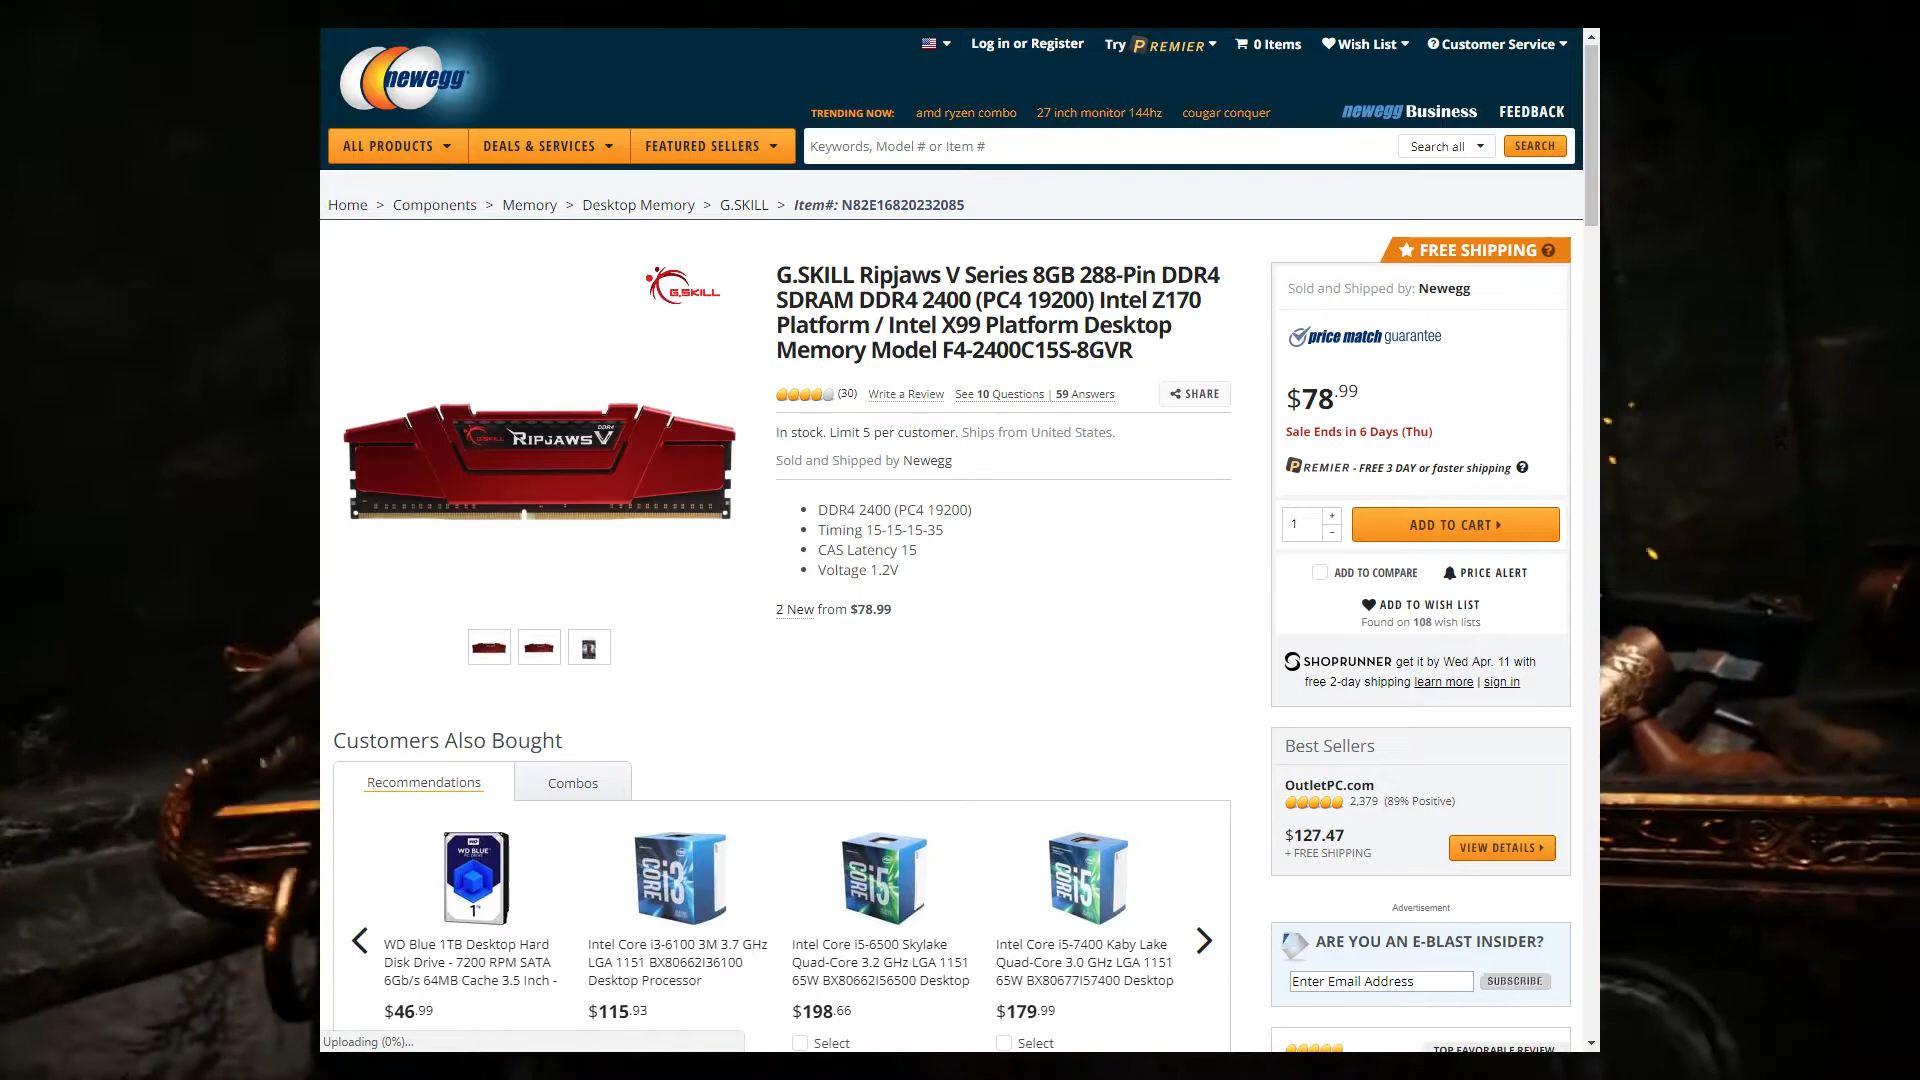 Log in or Register
Try PREMIER
0 Items
Wish List
Customer Service
newegg
TRENDING NOW: amd ryzen combo 27 inch monitor 144hz cougar conquer
newegg Business
FEEDBACK
ALL PRODUCTS
DEALS & SERVICES
FEATURED SELLERS
Keywords, Model # or Item #
Search all
SEARCH
Home > Components > Memory > Desktop Memory > G.SKILL > Item#: N82E16820232085
G.SKILL
G.SKILL Ripjaws V Series 8GB 288-Pin DDR4
SDRAM DDR4 2400 (PC4 19200) Intel Z170
Platform / Intel X99 Platform Desktop
Memory Model F4-2400C15S-8GVR
(30) Write a Review See 10 Questions | 59 Answers
SHARE
In stock. Limit 5 per customer. Ships from United States.
Sold and Shipped by Newegg
DDR4 2400 (PC4 19200)
Timing 15-15-15-35
CAS Latency 15
Voltage 1.2V
2 New from $78.99
DDR4
G.SKILL RIPJAWS V
FREE SHIPPING ?
Sold and Shipped by: Newegg
price match guarantee
$78.99
Sale Ends in 6 Days (Thu)
PREMIER - FREE 3 DAY or faster shipping ?
1
+
−
ADD TO CART
ADD TO COMPARE
PRICE ALERT
ADD TO WISH LIST
Found on 108 wish lists
SHOPRUNNER get it by Wed Apr. 11 with
free 2-day shipping learn more | sign in
Best Sellers
OutletPC.com
2,379 (89% Positive)
$127.47
+ FREE SHIPPING
VIEW DETAILS
Advertisement
ARE YOU AN E-BLAST INSIDER?
Enter Email Address
SUBSCRIBE
TOP FAVORABLE REVIEW
Customers Also Bought
Recommendations
Combos
WD
WD BLUE
1TB
CORE i3
CORE i5
CORE i5
WD Blue 1TB Desktop Hard
Disk Drive - 7200 RPM SATA
6Gb/s 64MB Cache 3.5 Inch -
$46.99
Intel Core i3-6100 3M 3.7 GHz
LGA 1151 BX80662I36100
Desktop Processor
$115.93
Intel Core i5-6500 Skylake
Quad-Core 3.2 GHz LGA 1151
65W BX80662I56500 Desktop
$198.66
Select
Intel Core i5-7400 Kaby Lake
Quad-Core 3.0 GHz LGA 1151
65W BX80677I57400 Desktop
$179.99
Select
Uploading (0%)...